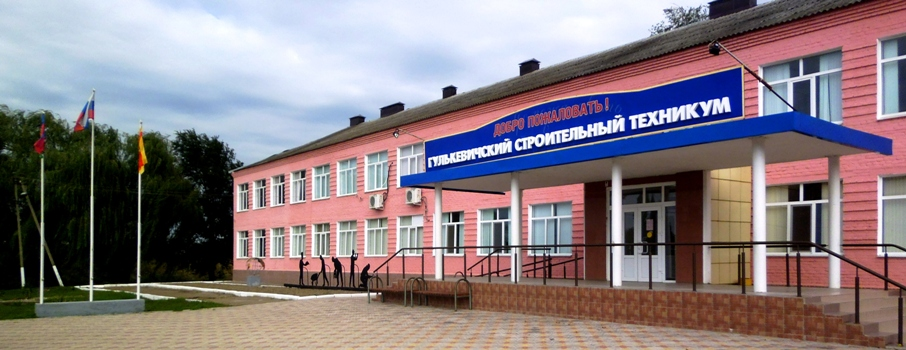 ДОБРО ПОЖАЛОВАТЬ!
ГУЛЬКЕВИЧСКИЙ СТРОИТЕЛЬНЫЙ ТЕХНИКУМ